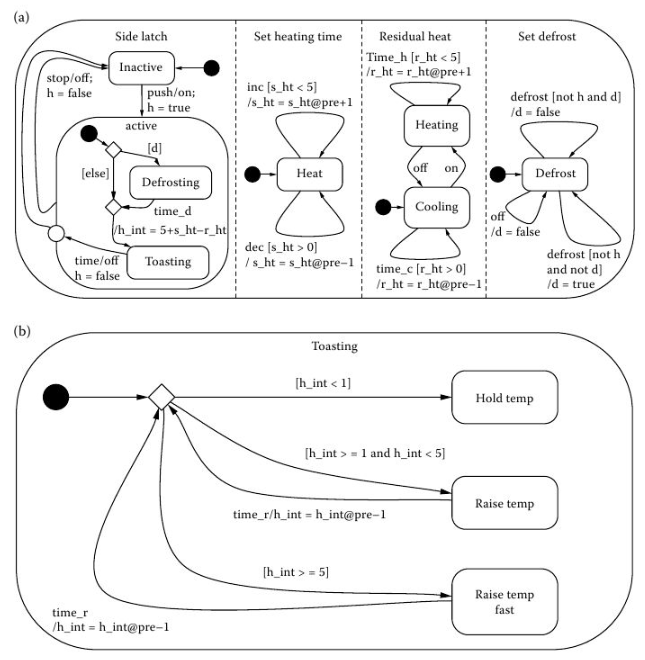 (a)
Side latch
Set heating time
Residual heat
Set defrost
Inactive
stop/off;
h = false
push/on;
h = true
active
[d]
[else]
Defrosting
time_d
/h_int = 5+s_ht−r_ht
time/off
h = false
Toasting
inc [s_ht < 5]
/s_ht = s_ht@pre+1
Heat
dec [s_ht > 0]
/ s_ht = s_ht@pre−1
Time_h [r_ht < 5]
/r_ht = r_ht@pre+1
Heating
off on
Cooling
time_c [r_ht > 0]
/r_ht = r_ht@pre−1
defrost [not h and d]
/d = false
Defrost
off
/d = false
defrost [not h
and not d]
/d = true
(b)
Toasting
[h_int < 1]
Hold temp
[h_int > = 1 and h_int < 5]
Raise temp
time_r/h_int = h_int@pre−1
[h_int > = 5]
Raise temp
fast
time_r
/h_int = h_int@pre-1